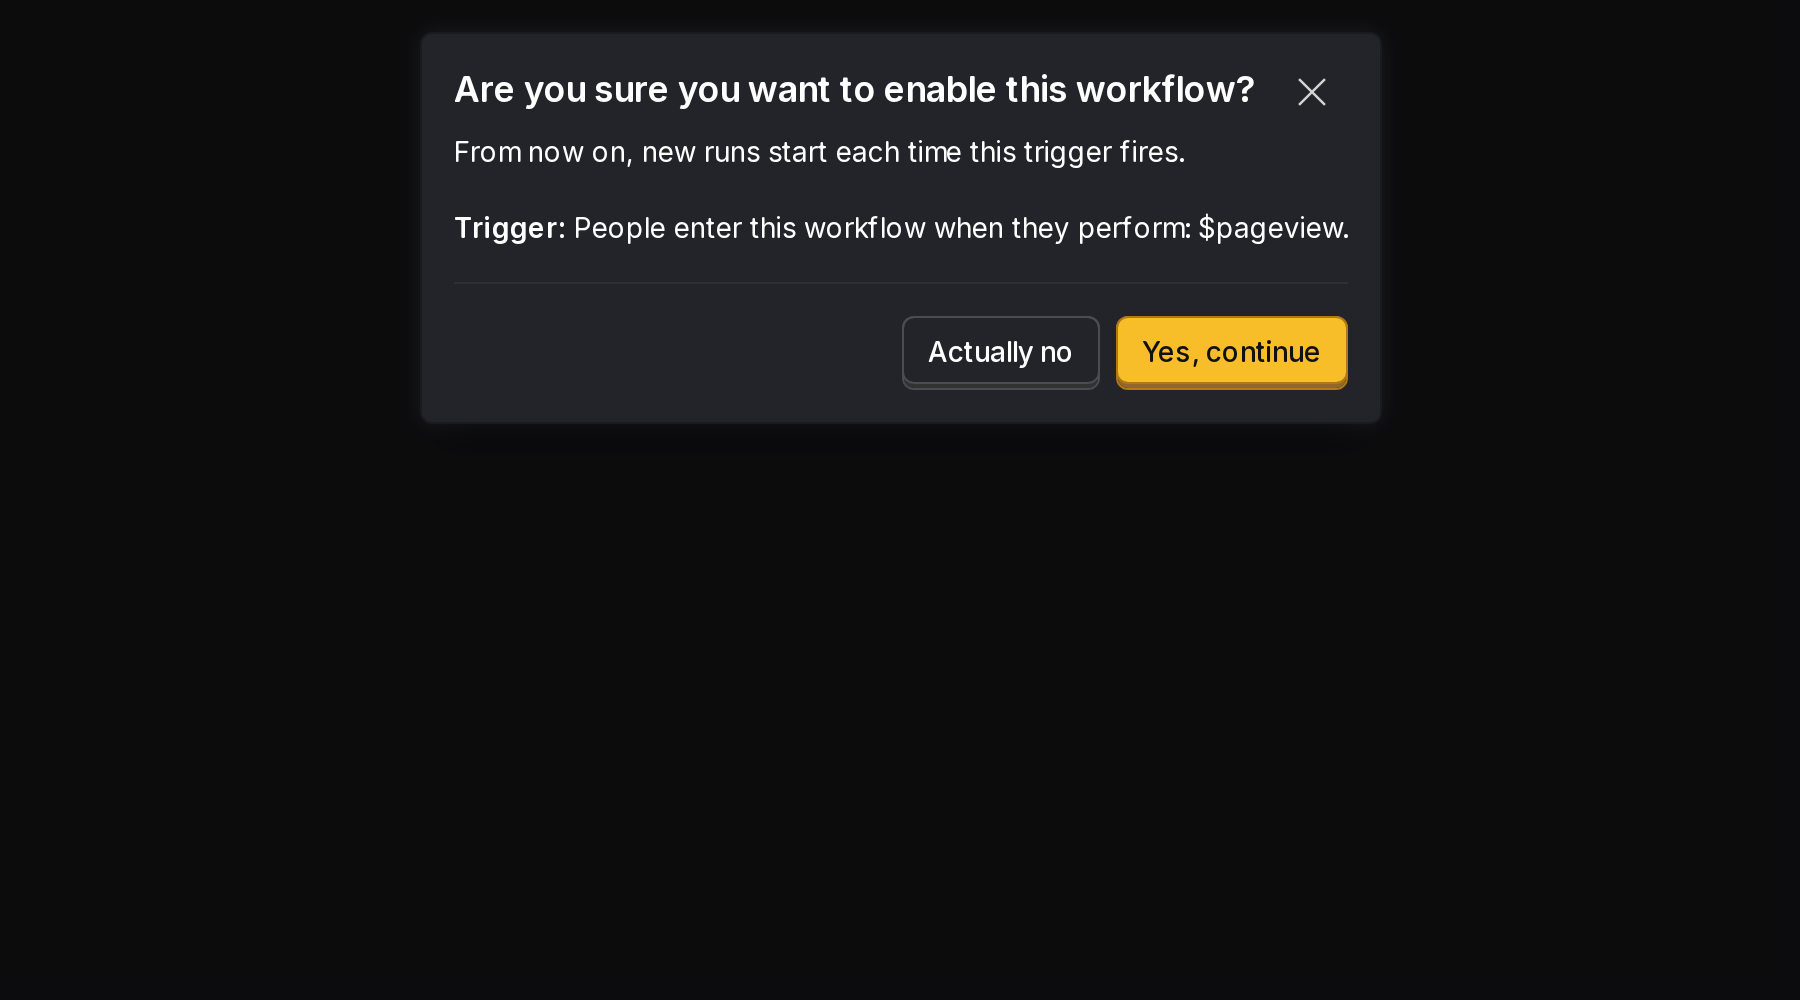 Are you sure you want to enable this workflow?
From now on, new runs start each time this trigger fires.
Trigger: People enter this workflow when they perform: $pageview.
Actually no
Yes, continue